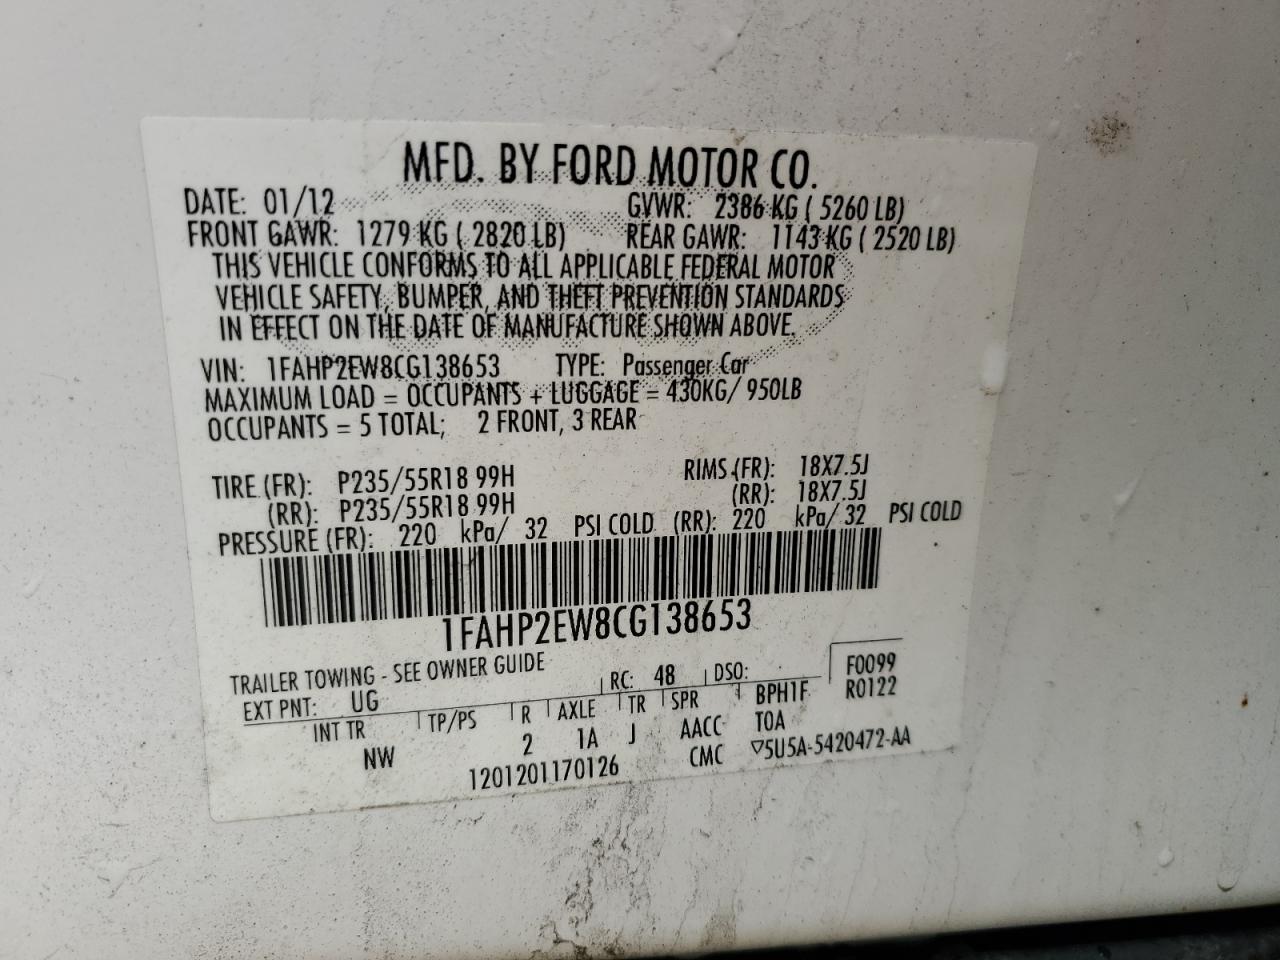 MFD. BY FORD MOTOR CO.
DATE: 01/12 GVWR: 2386 KG ( 5260 LB)
FRONT GAWR: 1279 KG ( 2820 LB) REAR GAWR: 1143 KG ( 2520 LB)
THIS VEHICLE CONFORMS TO ALL APPLICABLE FEDERAL MOTOR
VEHICLE SAFETY, BUMPER, AND THEFT PREVENTION STANDARDS
IN EFFECT ON THE DATE OF MANUFACTURE SHOWN ABOVE.
VIN: 1FAHP2EW8CG138653 TYPE: Passenger Car
MAXIMUM LOAD = OCCUPANTS + LUGGAGE = 430KG/ 950LB
OCCUPANTS = 5 TOTAL; 2 FRONT, 3 REAR
TIRE (FR): P235/55R18 99H RIMS (FR): 18X7.5J
(RR): P235/55R18 99H (RR): 18X7.5J
PRESSURE (FR): 220 kPa/ 32 PSI COLD (RR): 220 kPa/ 32 PSI COLD
1FAHP2EW8CG138653
TRAILER TOWING - SEE OWNER GUIDE
EXT PNT: UG RC: 48 DSO: F0099
R0122
INT TR TP/PS R AXLE TR SPR BPH1F
NW 2 1A J AACC TOA
1201201170126 CMC ▽5U5A-5420472-AA